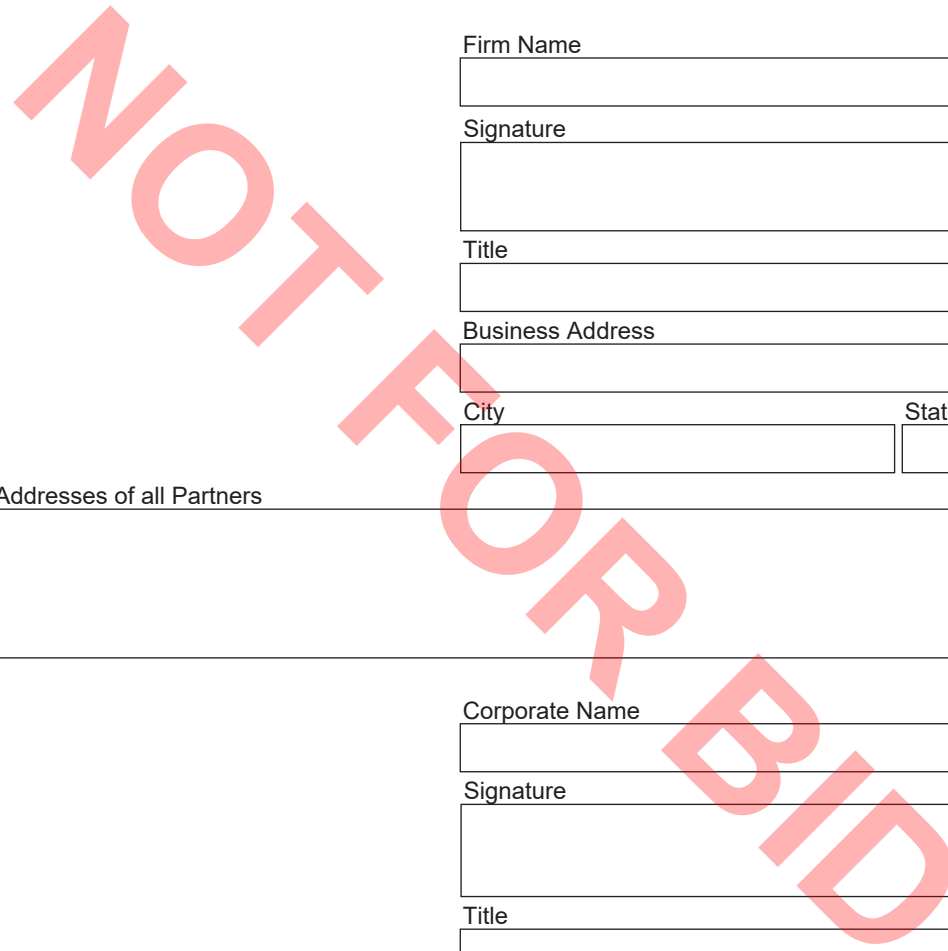 Firm Name
Signature
Title
Business Address
City Stat
Addresses of all Partners
Corporate Name
Signature
Title
NOT FOR BID